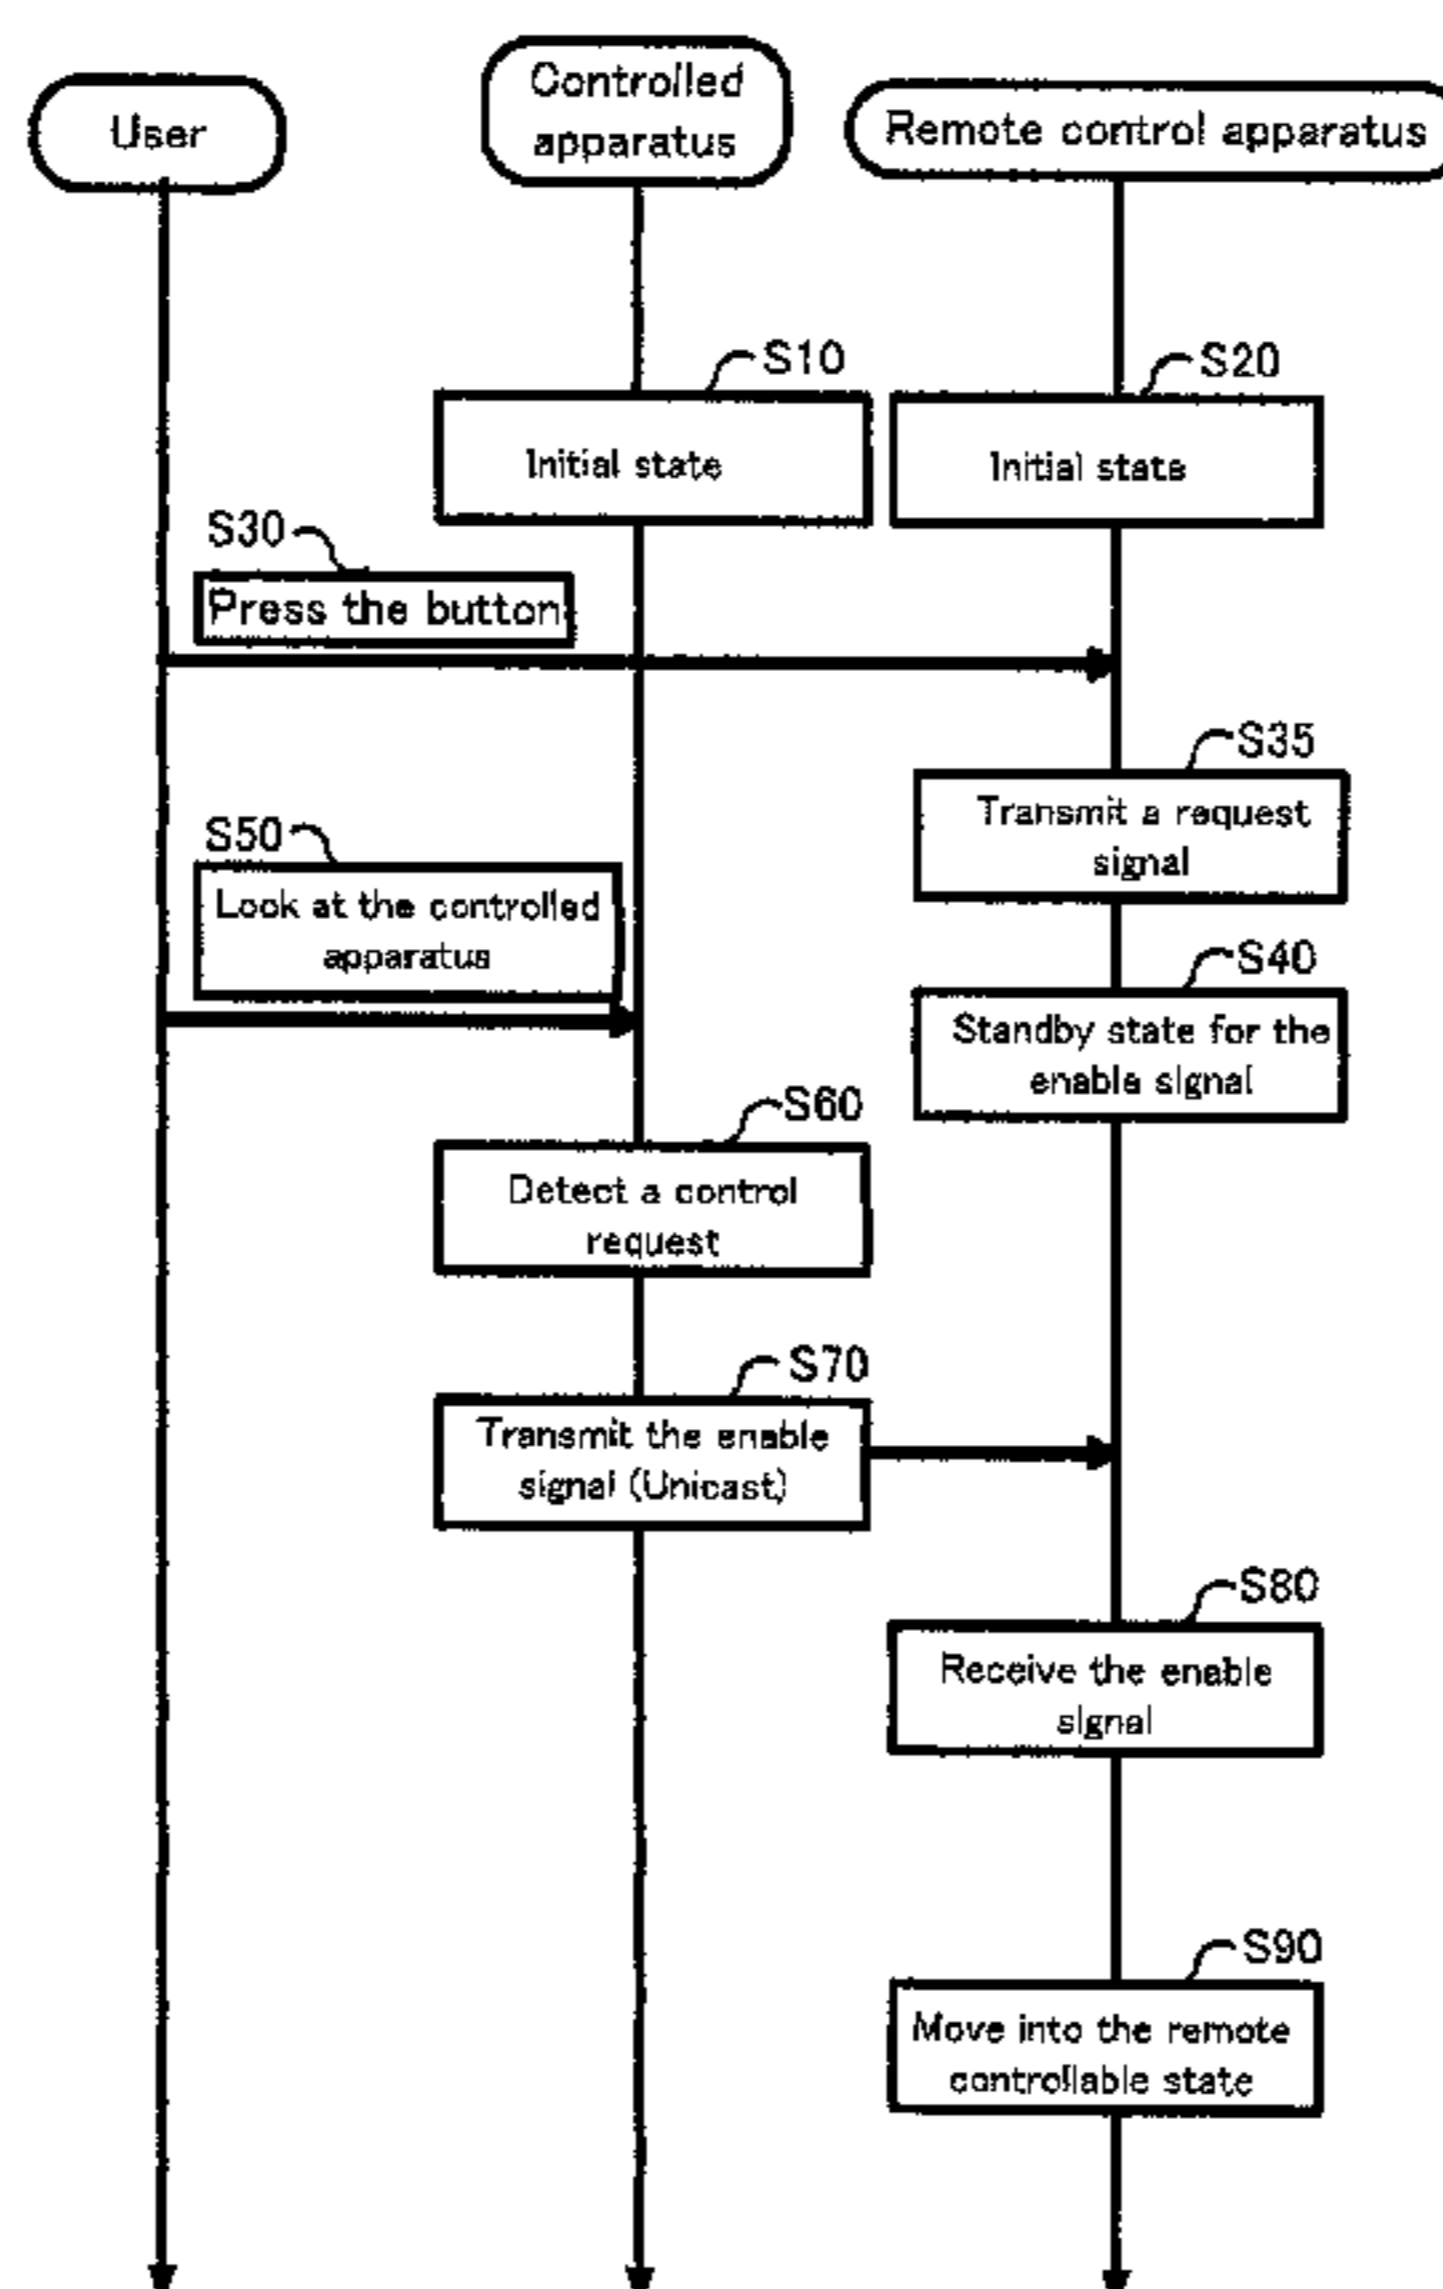 User
Controlled
apparatus
Remote control apparatus
S10
Initial state
S20
Initial state
S30
Press the button
S35
Transmit a request
signal
S50
Look at the controlled
apparatus
S40
Standby state for the
enable signal
S60
Detect a control
request
S70
Transmit the enable
signal (Unicast)
S80
Receive the enable
signal
S90
Move into the remote
controllable state